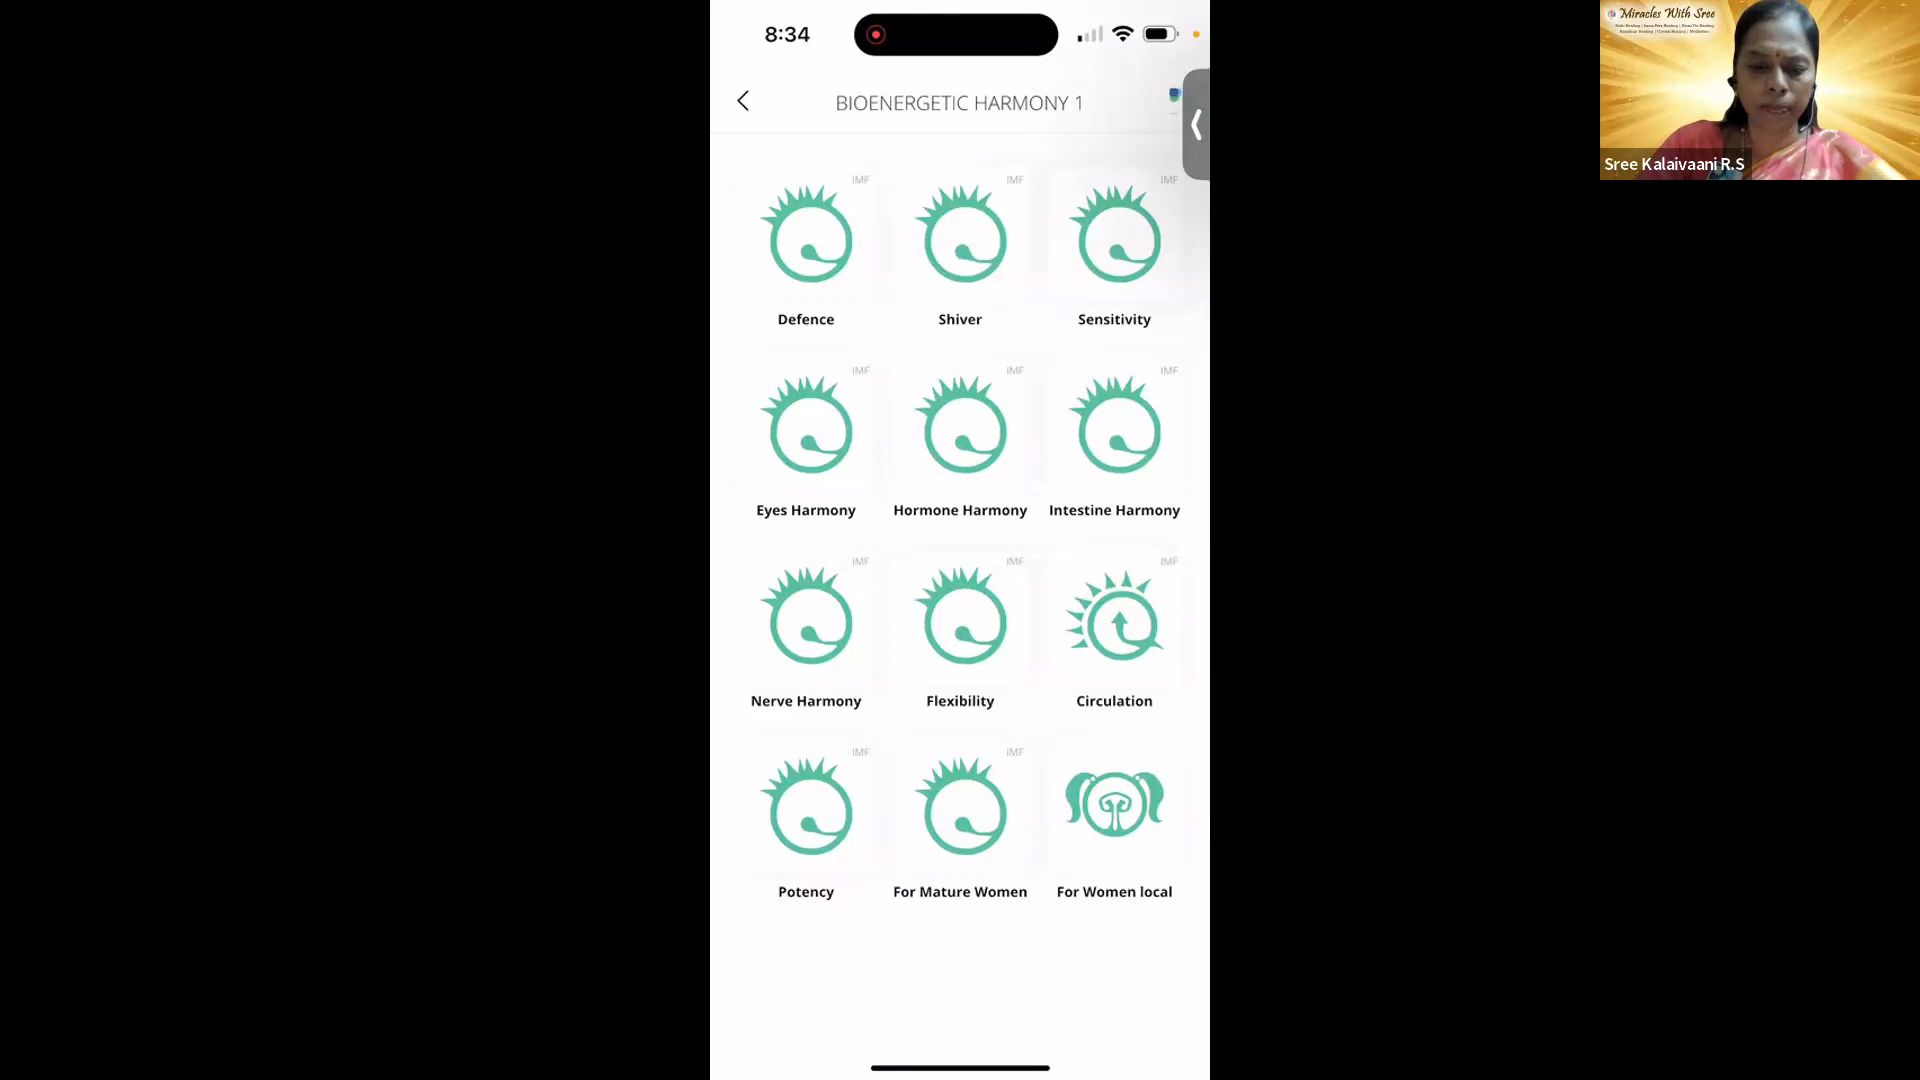 8:34
BIOENERGETIC HARMONY 1
IMF
IMF
IMF
Defence
Shiver
Sensitivity
IMF
IMF
IMF
Eyes Harmony
Hormone Harmony
Intestine Harmony
IMF
IMF
IMF
Nerve Harmony
Flexibility
Circulation
IMF
IMF
Potency
For Mature Women
For Women local
Miracles With Sree
Sree Kalaivaani R.S